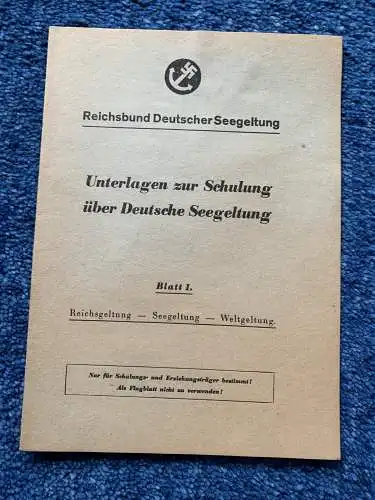 Reichsbund Deutscher Seegeltung
Unterlagen zur Schulung
über Deutsche Seegeltung
Blatt 1.
Reichsgeltung — Seegeltung — Weltgeltung.
Nur für Schulungs- und Erziehungsträger bestimmt!
Als Flugblatt nicht zu verwenden!